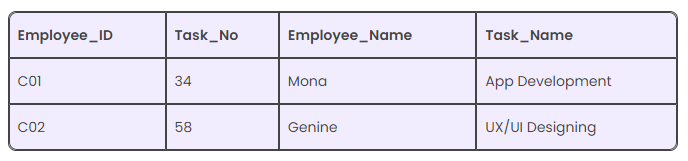 Employee_ID Task_No Employee_Name Task_Name
C01 34 Mona App Development
C02 58 Genine UX/UI Designing